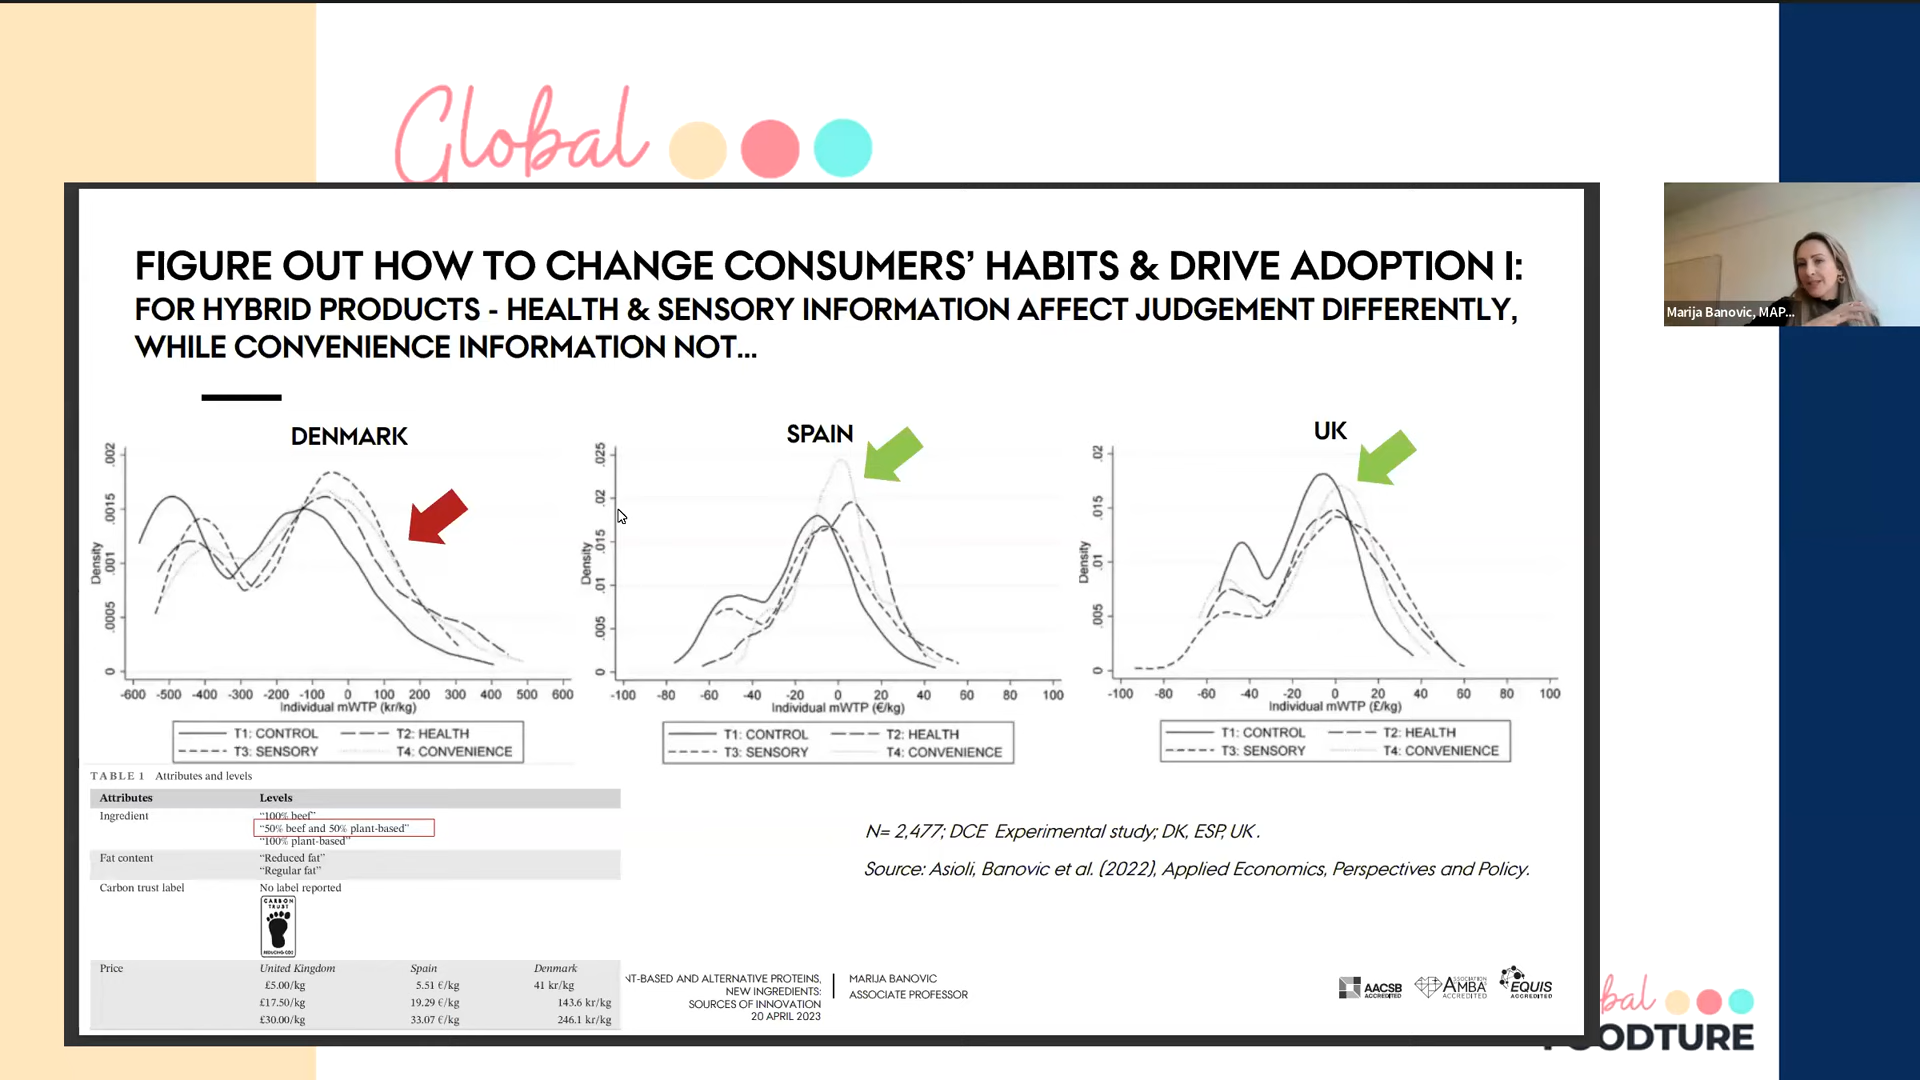 Global
FIGURE OUT HOW TO CHANGE CONSUMERS' HABITS & DRIVE ADOPTION I:
FOR HYBRID PRODUCTS - HEALTH & SENSORY INFORMATION AFFECT JUDGEMENT DIFFERENTLY,
WHILE CONVENIENCE INFORMATION NOT...
Marija Banovic, MAP...
DENMARK
Density
0 .0005 .001 .0015 .002
-600 -500 -400 -300 -200 -100 0 100 200 300 400 500 600
Individual mWTP (kr/kg)
T1: CONTROL T2: HEALTH
T3: SENSORY T4: CONVENIENCE
SPAIN
Density
0 .005 .01 .015 .02 .025
-100 -80 -60 -40 -20 0 20 40 60 80 100
Individual mWTP (€/kg)
T1: CONTROL T2: HEALTH
T3: SENSORY T4: CONVENIENCE
UK
Density
0 .005 .01 .015 .02
-100 -80 -60 -40 -20 0 20 40 60 80 100
Individual mWTP (£/kg)
T1: CONTROL T2: HEALTH
T3: SENSORY T4: CONVENIENCE
TABLE 1 Attributes and levels
Attributes Levels
Ingredient "100% beef"
"50% beef and 50% plant-based"
"100% plant-based"
Fat content "Reduced fat"
"Regular fat"
Carbon trust label No label reported
CARBON
TRUST
REDUCING CO2
Price United Kingdom Spain Denmark
£5.00/kg 5.51 €/kg 41 kr/kg
£17.50/kg 19.29 €/kg 143.6 kr/kg
£30.00/kg 33.07 €/kg 246.1 kr/kg
N= 2,477; DCE Experimental study; DK, ESP, UK.
Source: Asioli, Banovic et al. (2022), Applied Economics, Perspectives and Policy.
NT-BASED AND ALTERNATIVE PROTEINS,
NEW INGREDIENTS:
SOURCES OF INNOVATION
20 APRIL 2023
MARIJA BANOVIC
ASSOCIATE PROFESSOR
AACSB
ACCREDITED
ASSOCIATION
AMBA
ACCREDITED
EQUIS
ACCREDITED
bal
FOODTURE